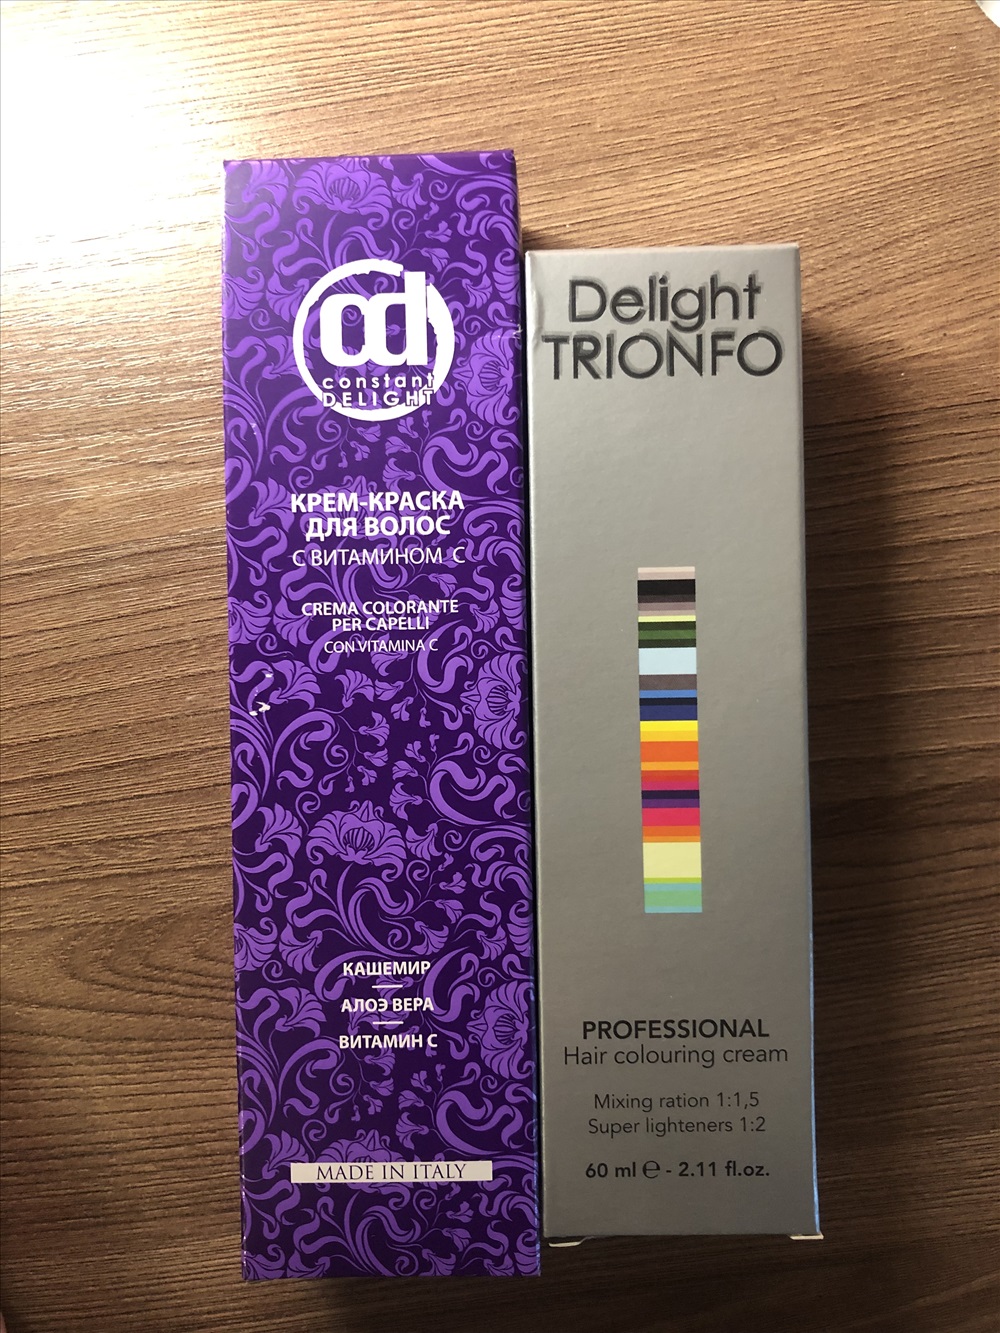 cd
constant
DELIGHT
КРЕМ-КРАСКА
ДЛЯ ВОЛОС
С ВИТАМИНОМ С
CREMA COLORANTE
PER CAPELLI
CON VITAMINA C
КАШЕМИР
АЛОЭ ВЕРА
ВИТАМИН С
MADE IN ITALY
Delight
TRIONFO
PROFESSIONAL
Hair colouring cream
Mixing ration 1:1,5
Super lighteners 1:2
60 ml ℮ - 2.11 fl.oz.